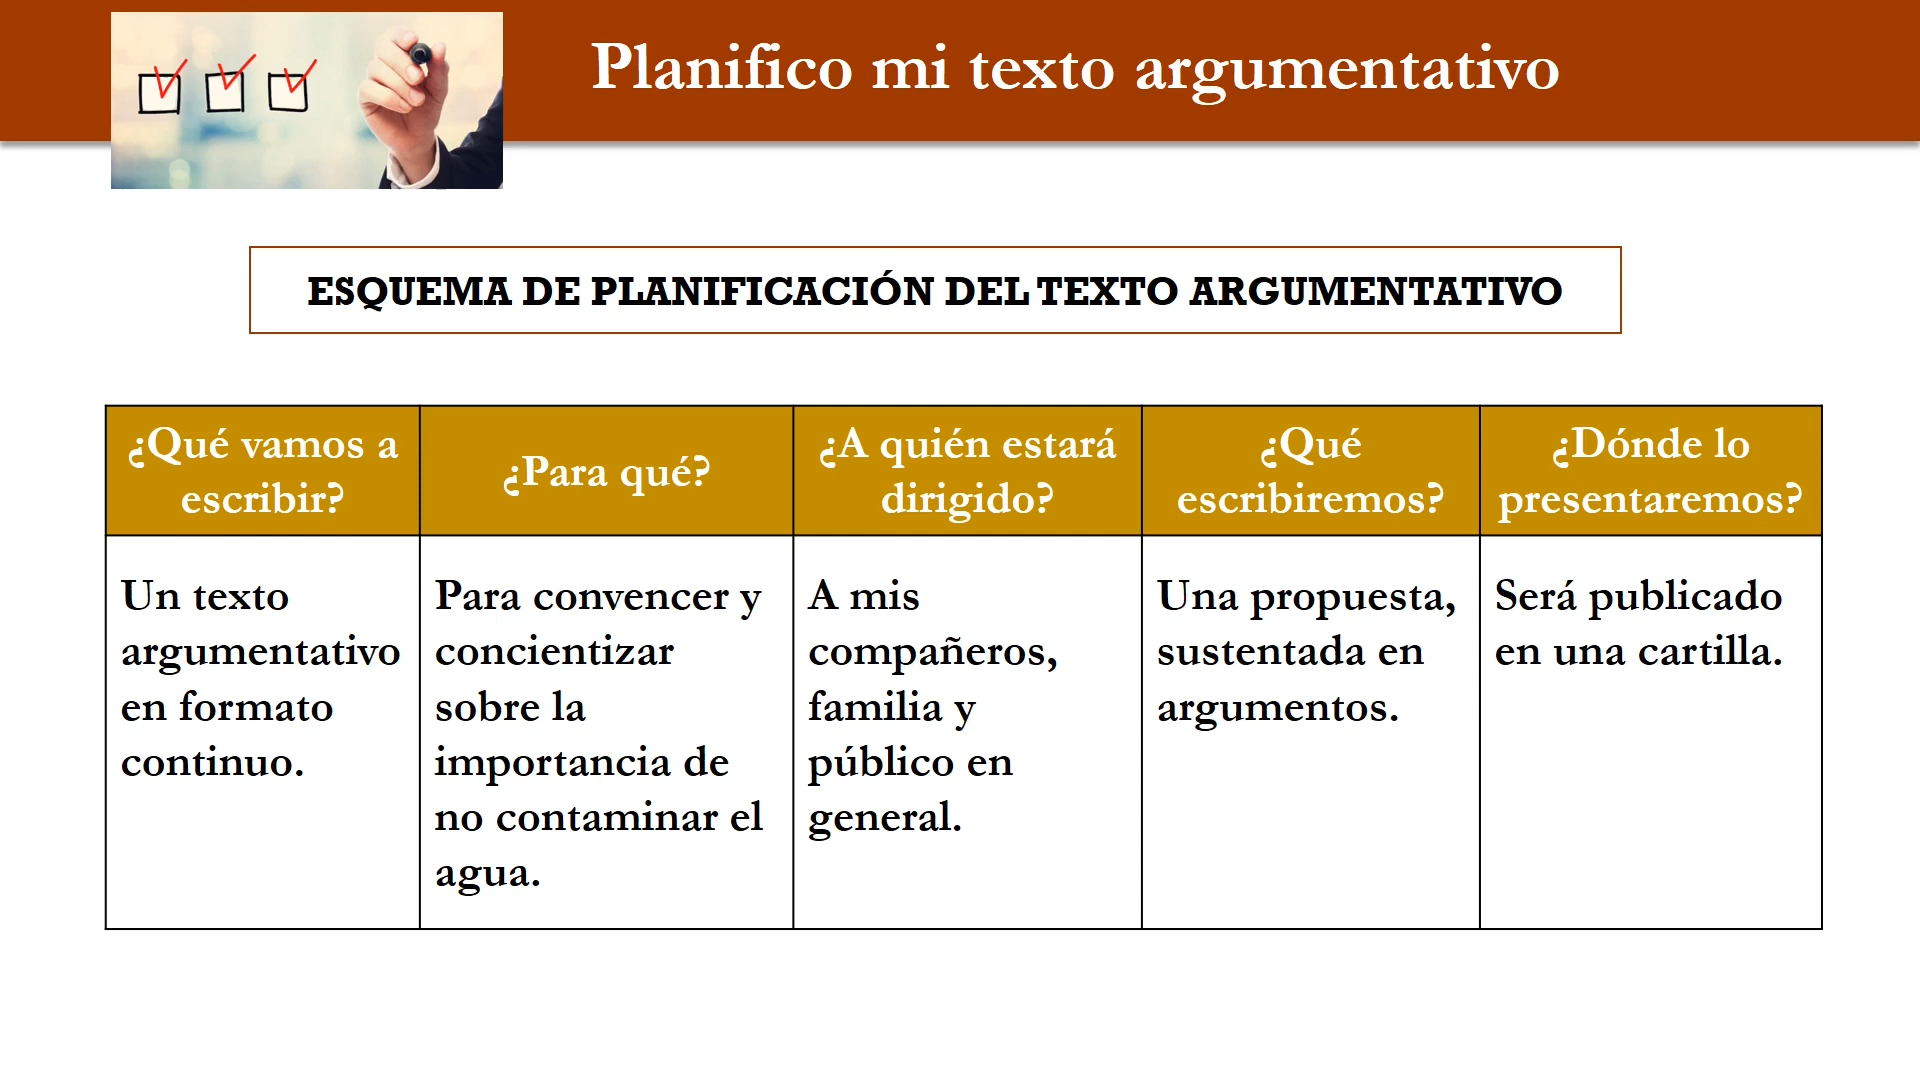 Planifico mi texto argumentativo
ESQUEMA DE PLANIFICACIÓN DEL TEXTO ARGUMENTATIVO
¿Qué vamos a
escribir?
¿Para qué?
¿A quién estará
dirigido?
¿Qué
escribiremos?
¿Dónde lo
presentaremos?
Un texto
argumentativo
en formato
continuo.
Para convencer y
concientizar
sobre la
importancia de
no contaminar el
agua.
A mis
compañeros,
familia y
público en
general.
Una propuesta,
sustentada en
argumentos.
Será publicado
en una cartilla.